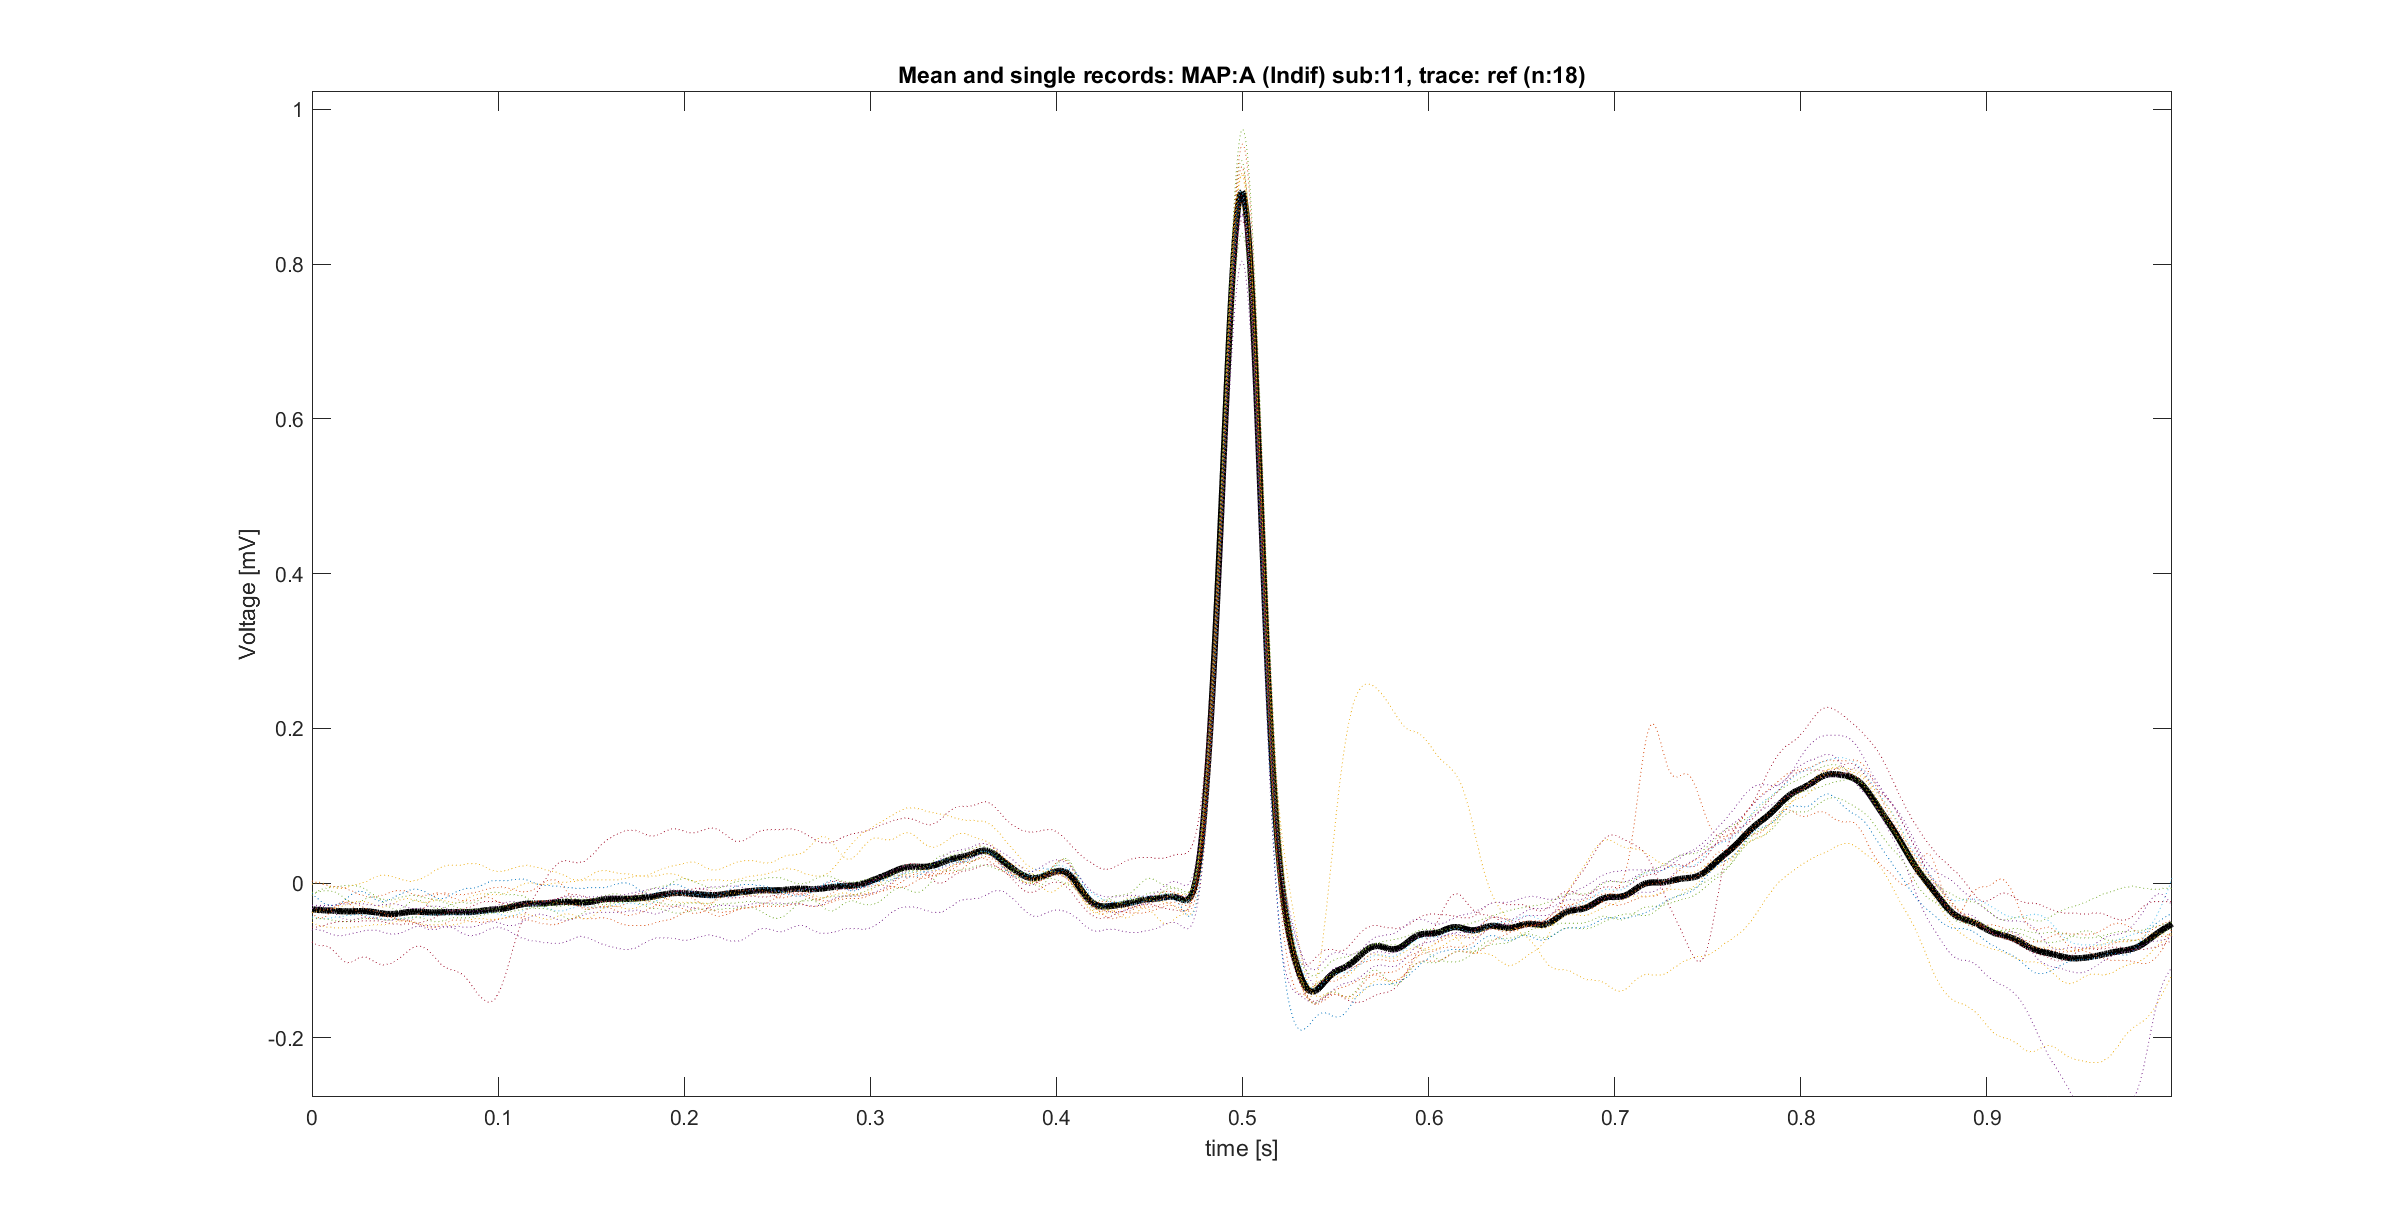 Mean and single records: MAP:A (Indif) sub:11, trace: ref (n:18)
1
0.8
0.6
0.4
0.2
0
-0.2
Voltage [mV]
0 0.1 0.2 0.3 0.4 0.5 0.6 0.7 0.8 0.9
time [s]